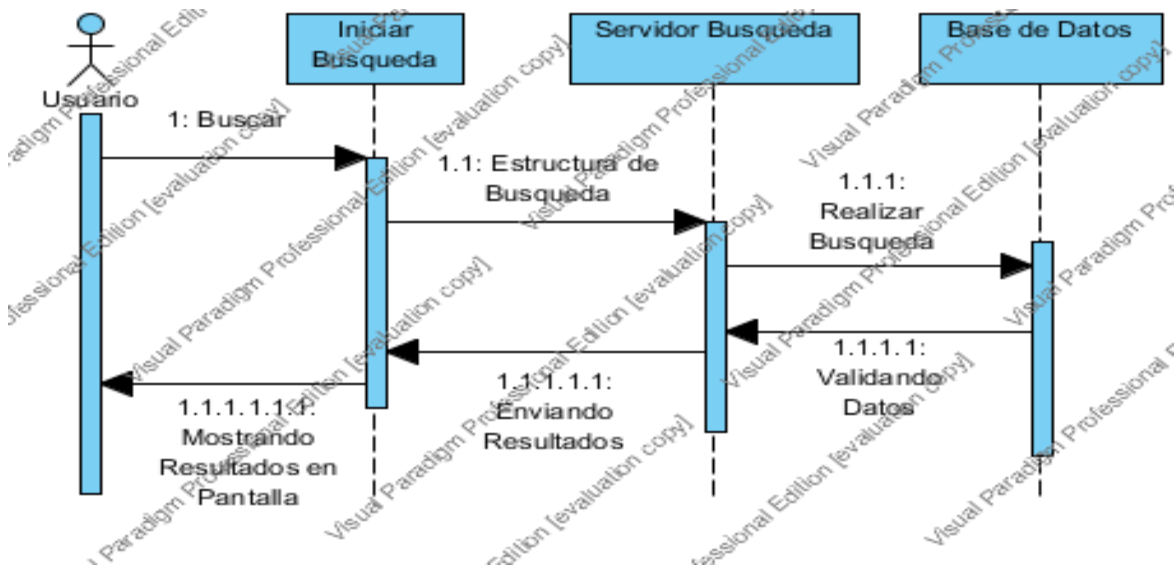 Iniciar
Busqueda
Servidor Busqueda
Base de Datos
Usuario
1: Buscar
1.1: Estructura de
Busqueda
1.1.1:
Realizar
Busqueda
1.1.1.1:
Validando
Datos
1.1.1.1.1:
Enviando
Resultados
1.1.1.1.1.1:
Mostrando
Resultados en
Pantalla
Visual Paradigm Professional Edition [evaluation copy]